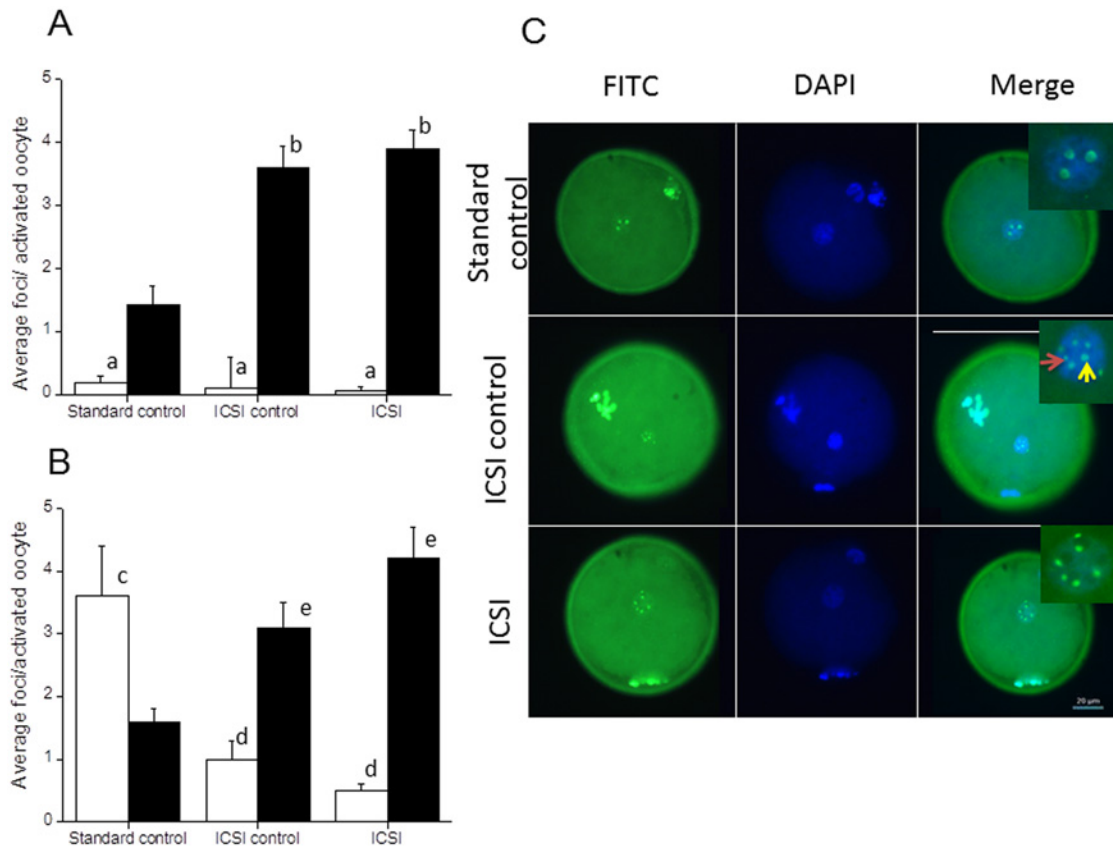 A
Average foci/ activated oocyte
5
4
3
2
1
0
a
a
b
a
b
Standard control
ICSI control
ICSI
B
Average foci/activated oocyte
5
4
3
2
1
0
c
d
e
d
e
Standard control
ICSI control
ICSI
C
FITC
DAPI
Merge
Standard
control
ICSI control
ICSI
20 µm